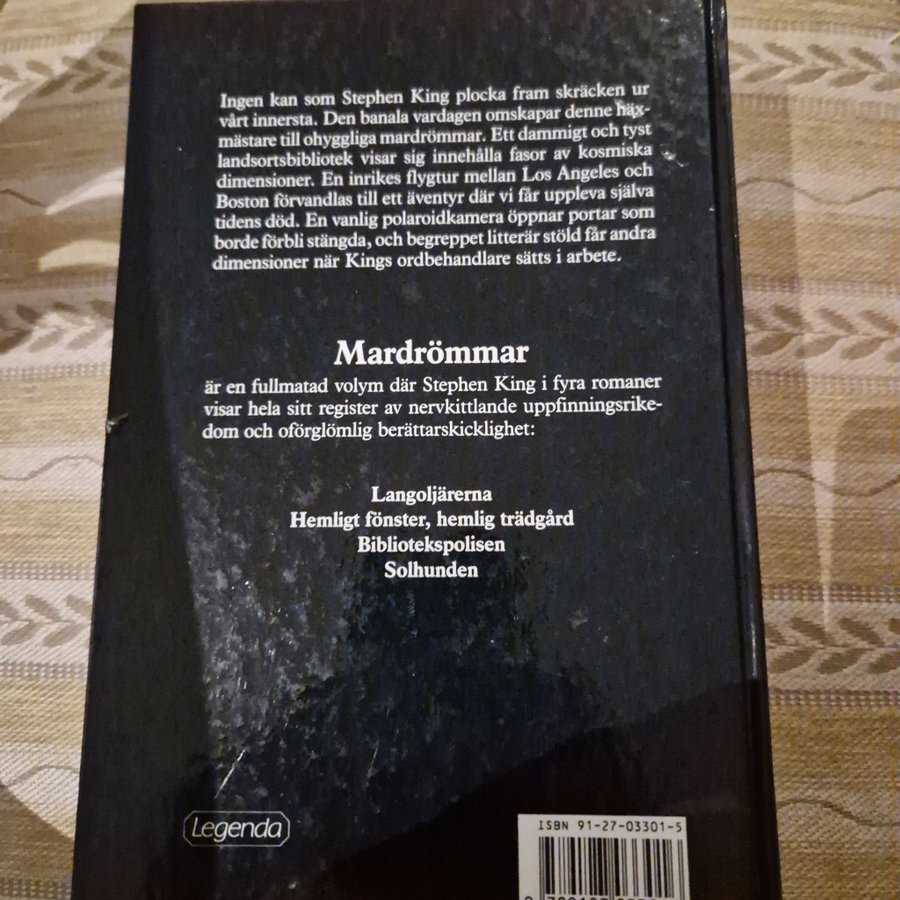 Ingen kan som Stephen King plocka fram skräcken ur
vårt innersta. Den banala vardagen omskapar denne häx-
mästare till ohyggliga mardrömmar. Ett dammigt och tyst
landsortsbibliotek visar sig innehålla fasor av kosmiska
dimensioner. En inrikes flygtur mellan Los Angeles och
Boston förvandlas till ett äventyr där vi får uppleva själva
tidens död. En vanlig polaroidkamera öppnar portar som
borde förbli stängda, och begreppet litterär stöld får andra
dimensioner när Kings ordbehandlare sätts i arbete.
Mardrömmar
är en fullmatad volym där Stephen King i fyra romaner
visar hela sitt register av nervkittlande uppfinningsrike-
dom och oförglömlig berättarskicklighet:
Langoljärerna
Hemligt fönster, hemlig trädgård
Bibliotekspolisen
Solhunden
Legenda
ISBN 91-27-03301-5